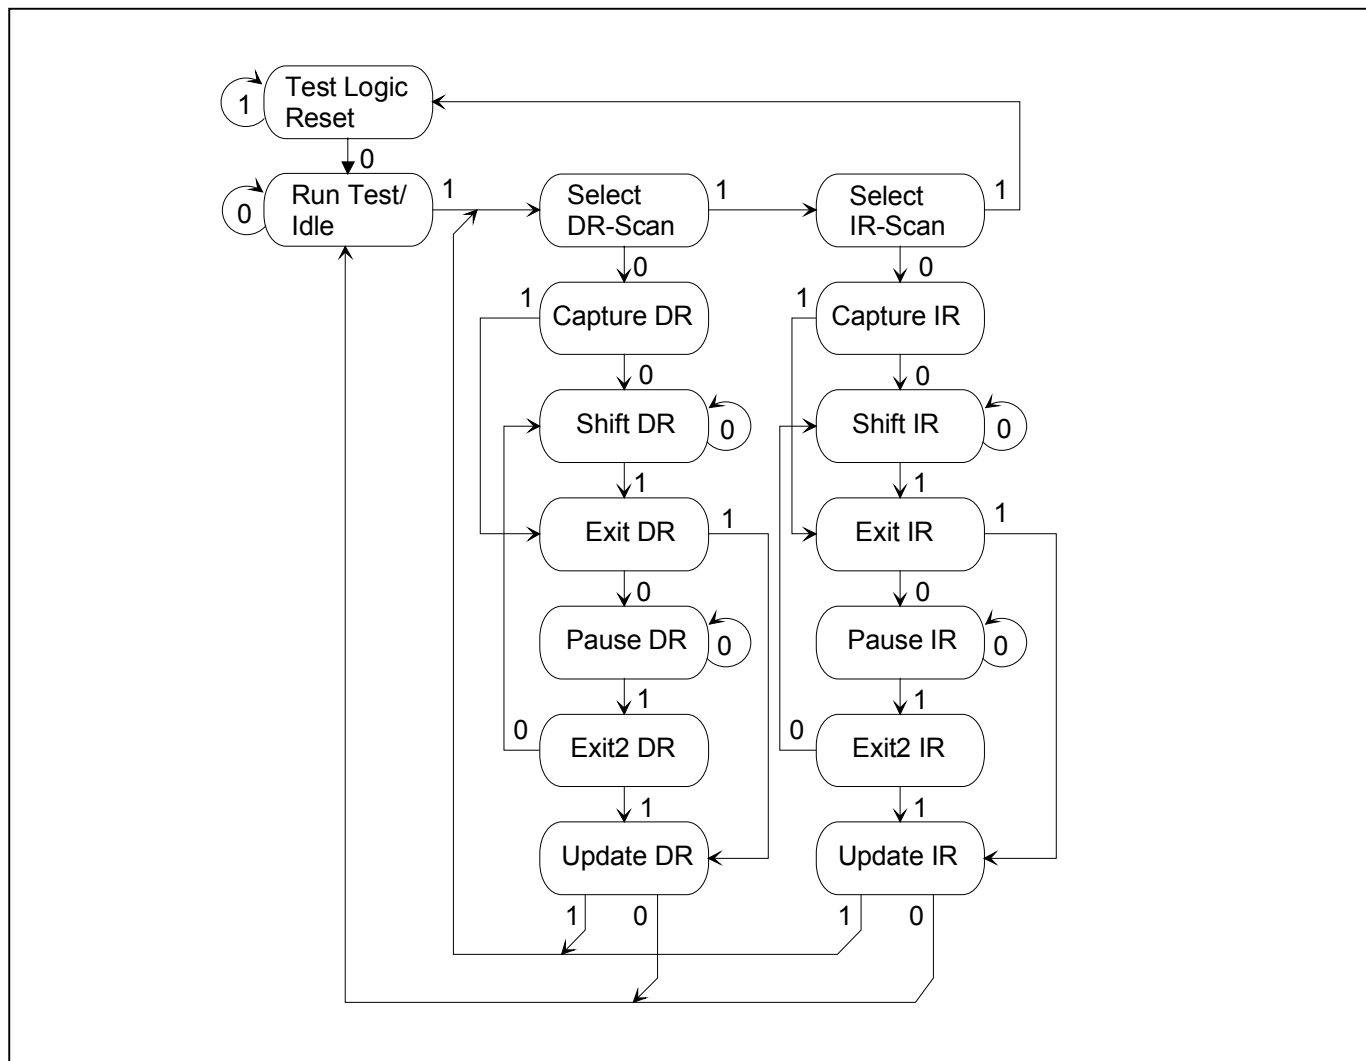 Test Logic
Reset
1
0
Run Test/
Idle
0
1
Select
DR-Scan
1
Select
IR-Scan
1
0
0
1
Capture DR
1
Capture IR
0
0
Shift DR
0
Shift IR
0
1
1
Exit DR
1
Exit IR
1
0
0
Pause DR
0
Pause IR
0
1
1
0
Exit2 DR
0
Exit2 IR
1
1
Update DR
Update IR
1
0
1
0